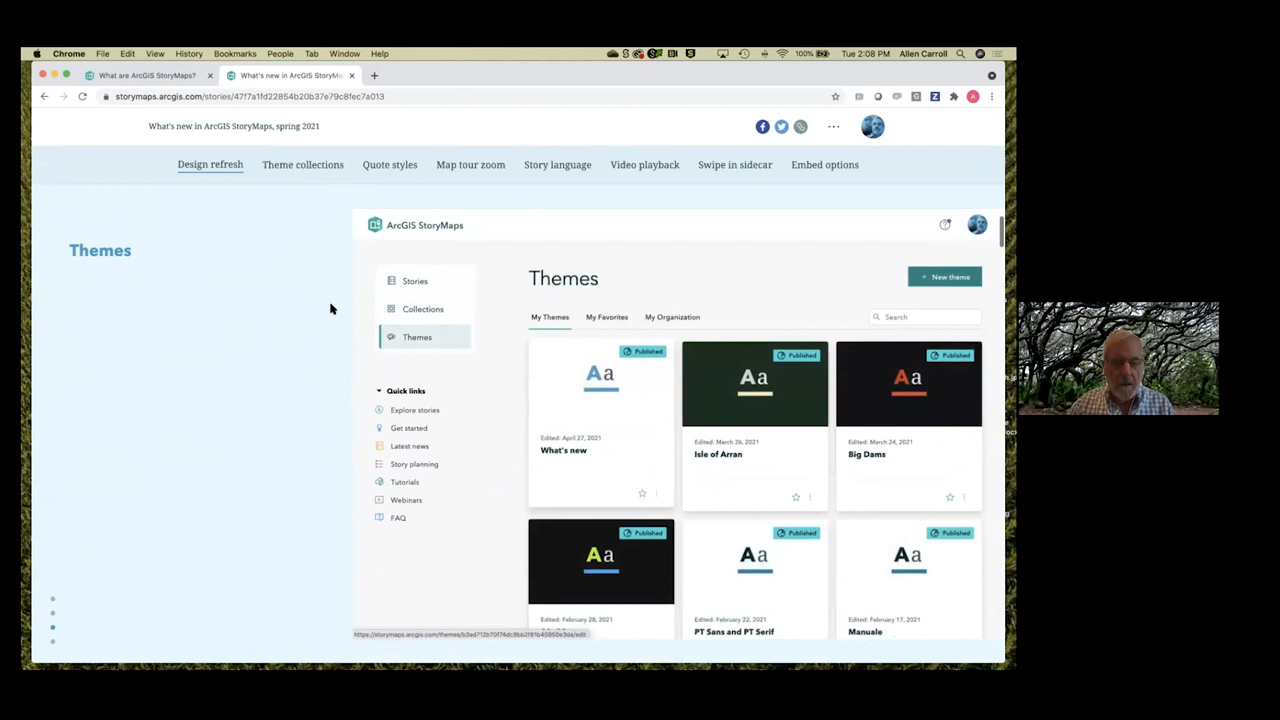 Chrome File Edit View History Bookmarks People Tab Window Help 100% Tue 2:08 PM Allen Carroll
What are ArcGIS StoryMaps? What's new in ArcGIS StoryMa
storymaps.arcgis.com/stories/47f7a1fd22854b20b37e79c8fec7a013
What's new in ArcGIS StoryMaps, spring 2021
Design refresh Theme collections Quote styles Map tour zoom Story language Video playback Swipe in sidecar Embed options
Themes
ArcGIS StoryMaps
Stories
Collections
Themes
Quick links
Explore stories
Get started
Latest news
Story planning
Tutorials
Webinars
FAQ
Themes
+ New theme
My Themes My Favorites My Organization Search
Published Published Published
Aa Aa Aa
Edited: April 27, 2021 Edited: March 26, 2021 Edited: March 24, 2021
What's new Isle of Arran Big Dams
Published Published Published
Aa Aa Aa
Edited: February 28, 2021 Edited: February 22, 2021 Edited: February 17, 2021
PT Sans and PT Serif Manuale